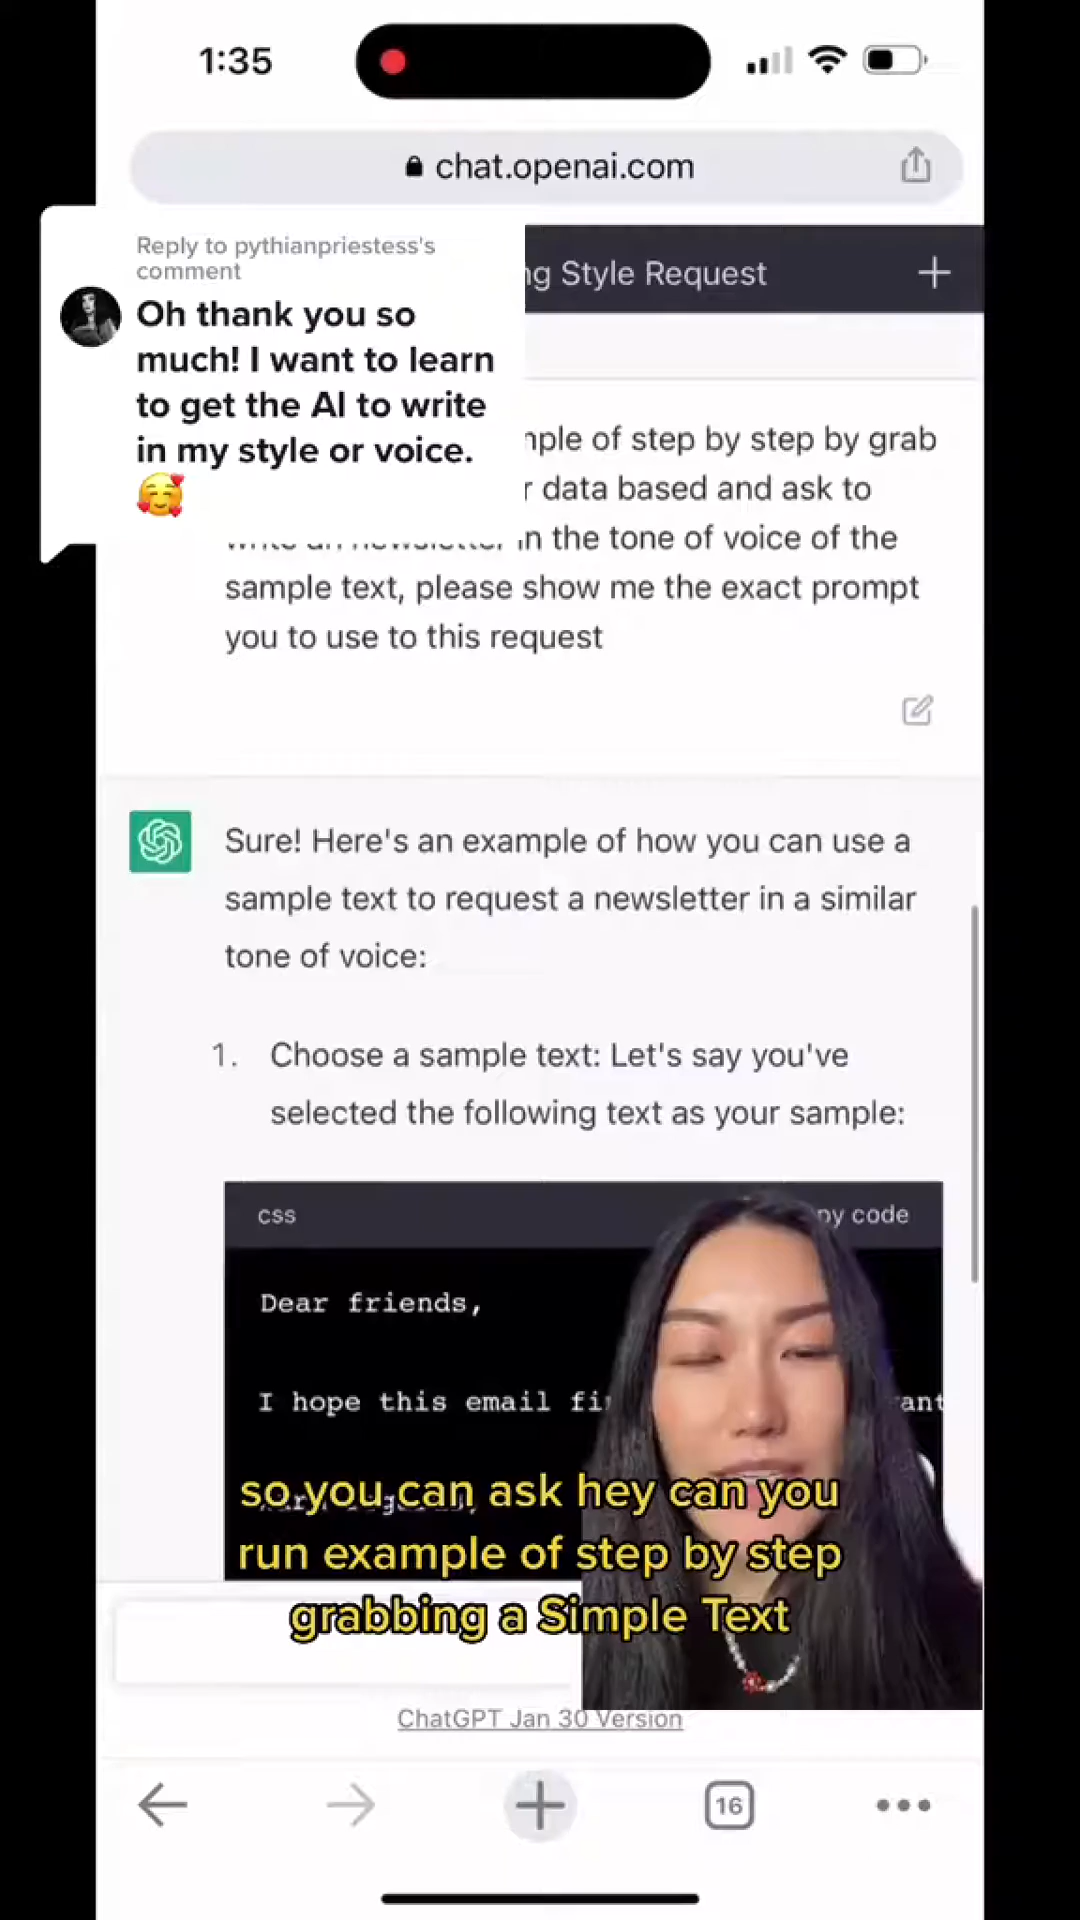 1:35
chat.openai.com
Reply to pythianpriestess's
comment
Oh thank you so
much! I want to learn
to get the AI to write
in my style or voice.
🥰
Style Request
of step by step by grab
data based and ask to
in the tone of voice of the
sample text, please show me the exact prompt
you to use to this request
Sure! Here's an example of how you can use a
sample text to request a newsletter in a similar
tone of voice:
1. Choose a sample text: Let's say you've
selected the following text as your sample:
css
code
Dear friends,
I hope this email
so you can ask hey can you
run example of step by step
grabbing a Simple Text
ChatGPT Jan 30 Version
16